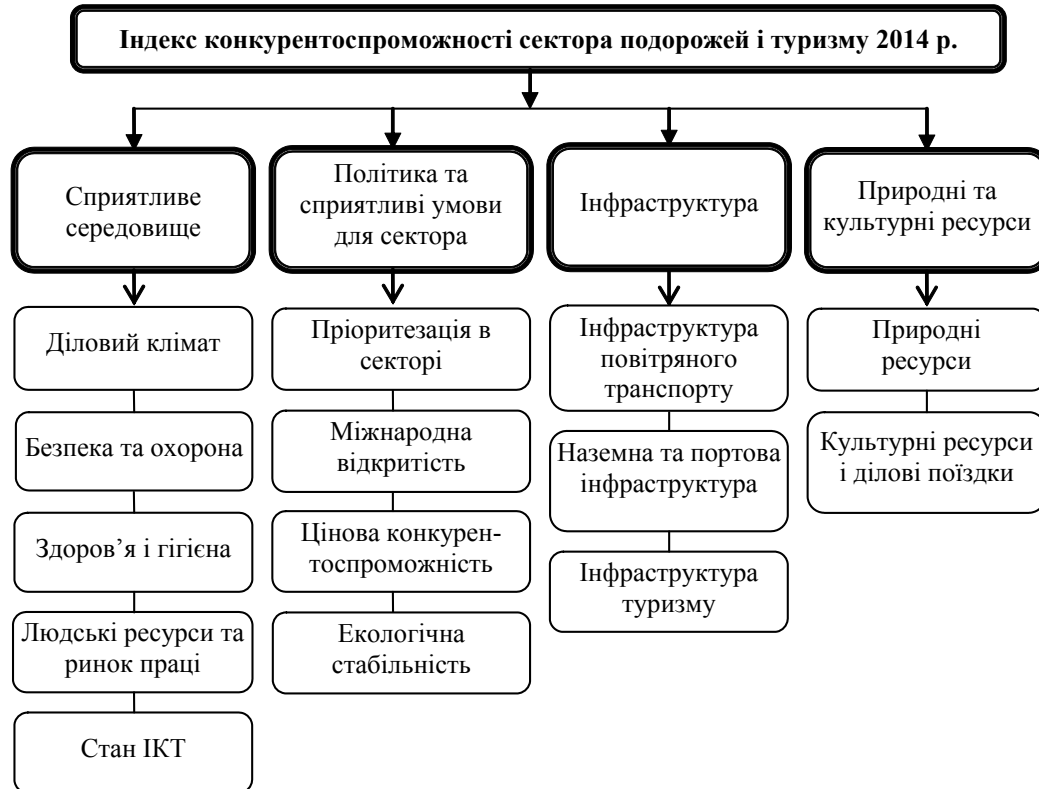 Індекс конкурентоспроможності сектора подорожей і туризму 2014 р.
Сприятливе
середовище
Політика та
сприятливі умови
для сектора
Інфраструктура
Природні та
культурні ресурси
Діловий клімат
Безпека та охорона
Здоров’я і гігієна
Людські ресурси та
ринок праці
Стан ІКТ
Пріоритезація в
секторі
Міжнародна
відкритість
Цінова конкурен-
тоспроможність
Екологічна
стабільність
Інфраструктура
повітряного
транспорту
Наземна та портова
інфраструктура
Інфраструктура
туризму
Природні
ресурси
Культурні ресурси
і ділові поїздки